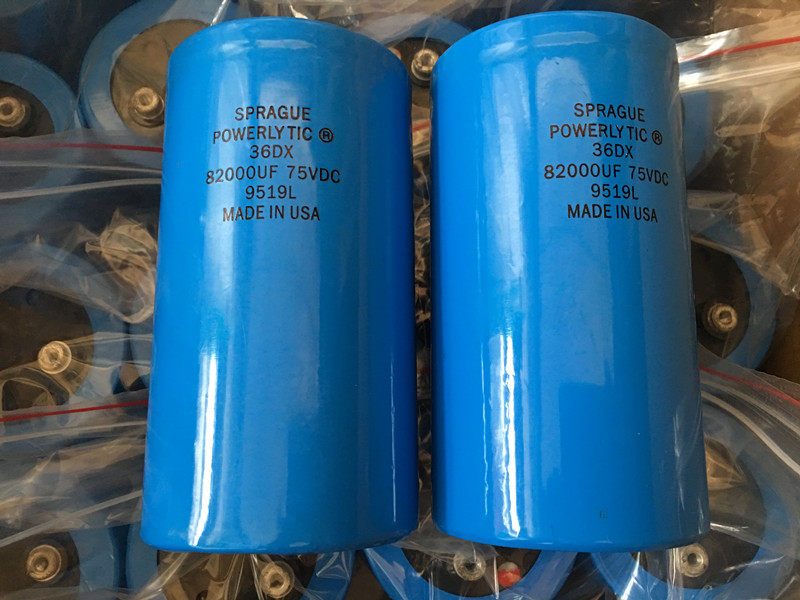 SPRAGUE
POWERLYTIC ®
36DX
82000UF 75VDC
9519L
MADE IN USA
SPRAGUE
POWERLYTIC ®
36DX
82000UF 75VDC
9519L
MADE IN USA